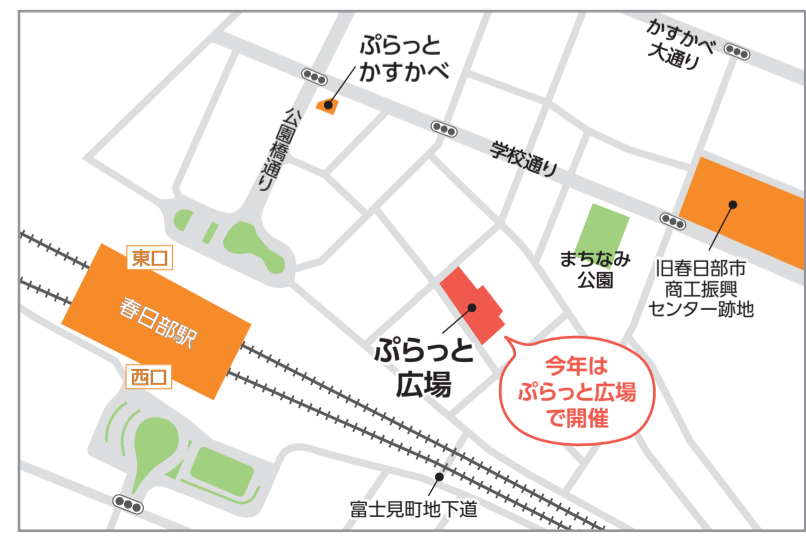 ぷらっと
かすかべ
かすかべ
大通り
公園橋通り
学校通り
東口
春日部駅
西口
まちなみ
公園
旧春日部市
商工振興
センター跡地
ぷらっと
広場
今年は
ぷらっと広場
で開催
富士見町地下道